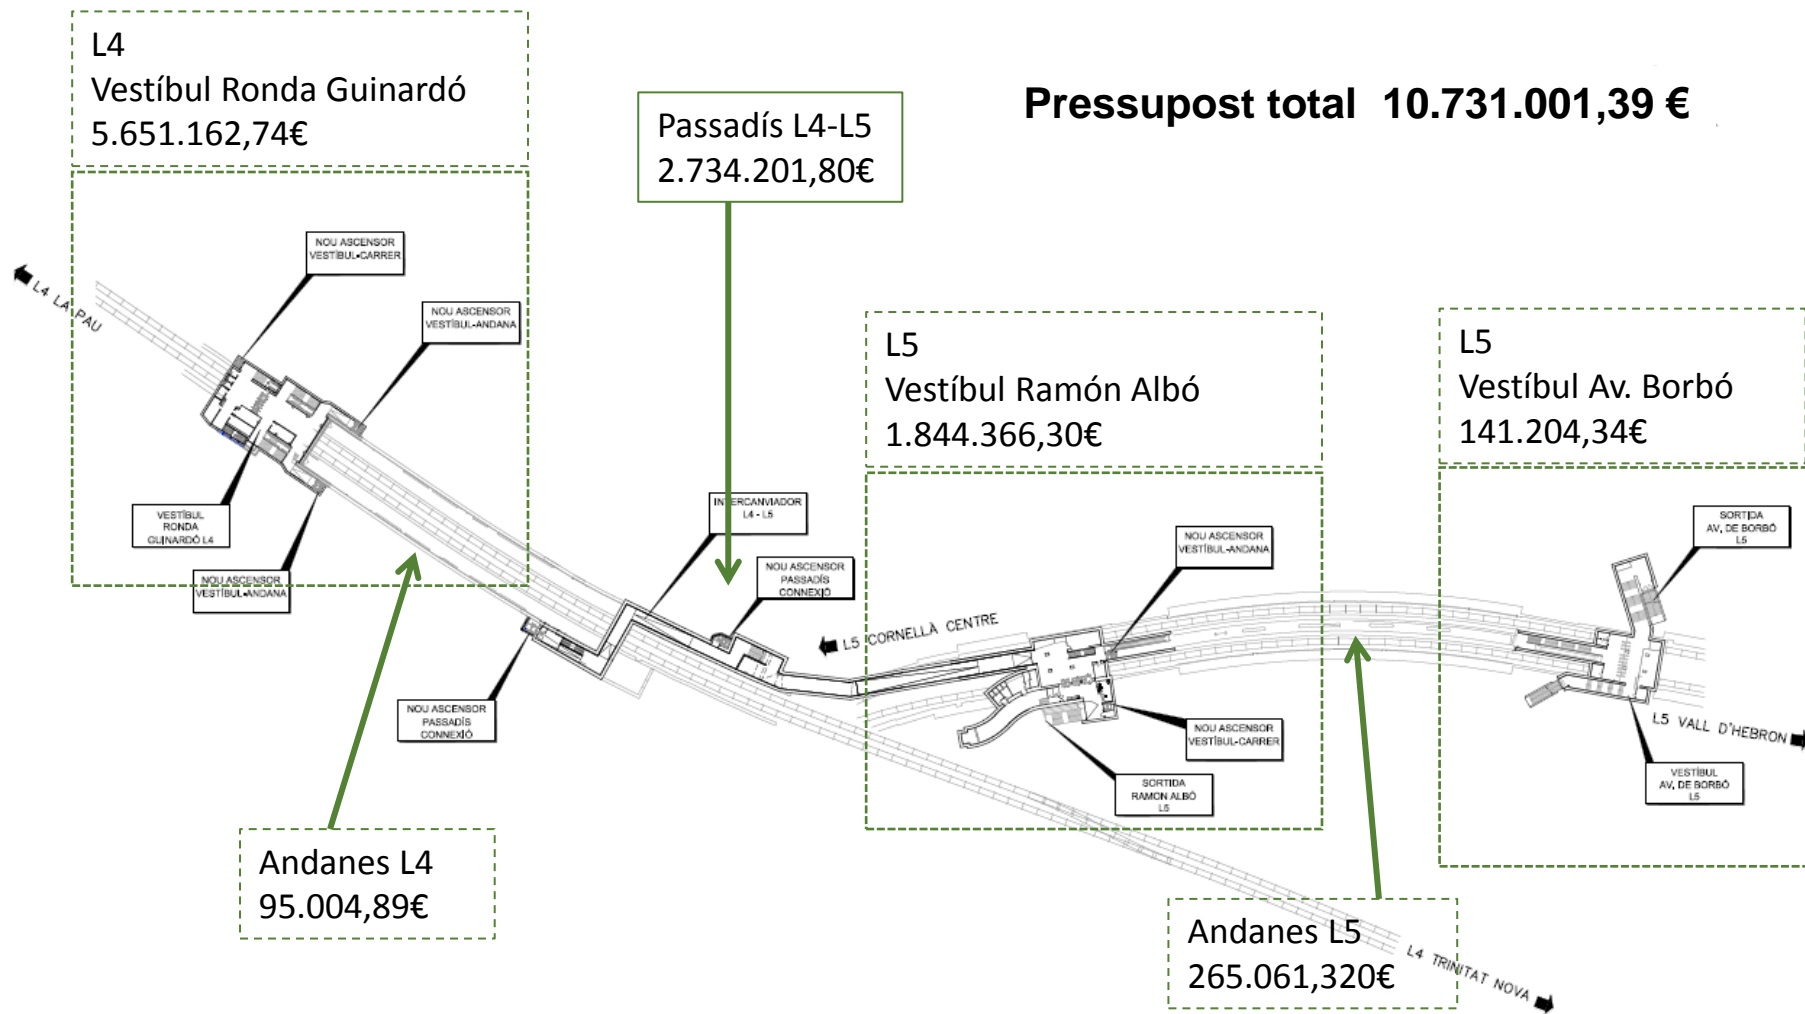 L4
Vestíbul Ronda Guinardó
5.651.162,74€
Pressupost total 10.731.001,39 €
Passadís L4-L5
2.734.201,80€
NOU ASCENSOR
VESTÍBUL-CARRER
L4 LA PAU
NOU ASCENSOR
VESTÍBUL-ANDANA
L5
Vestíbul Ramón Albó
1.844.366,30€
L5
Vestíbul Av. Borbó
141.204,34€
VESTÍBUL
RONDA
GUINARDÓ L4
INTERCANVIADOR
L4 - L5
NOU ASCENSOR
VESTÍBUL-ANDANA
SORTIDA
AV. DE BORBÓ
L5
NOU ASCENSOR
VESTÍBUL-ANDANA
NOU ASCENSOR
PASSADÍS
CONNEXIÓ
L5 CORNELLÀ CENTRE
NOU ASCENSOR
PASSADÍS
CONNEXIÓ
NOU ASCENSOR
VESTÍBUL-CARRER
L5 VALL D'HEBRON
SORTIDA
RAMON ALBÓ
L5
VESTÍBUL
AV. DE BORBÓ
L5
Andanes L4
95.004,89€
Andanes L5
265.061,320€
L4 TRINITAT NOVA